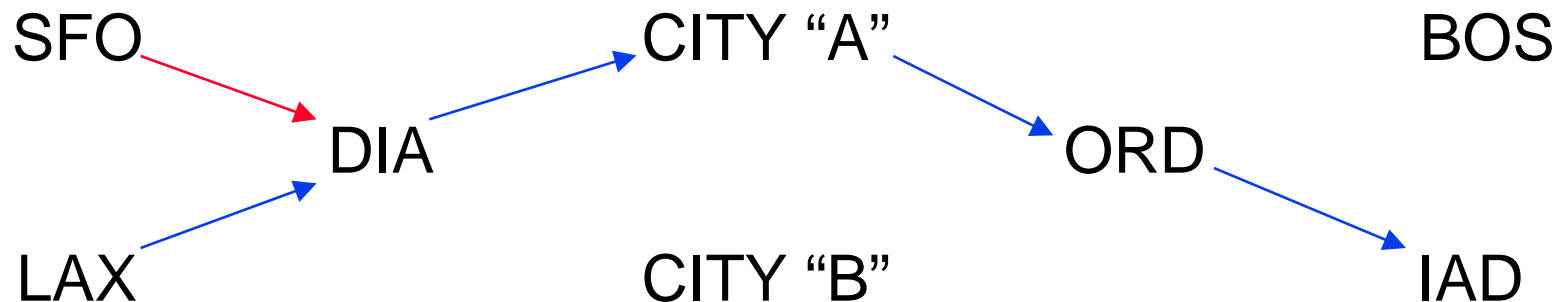 SFO CITY “A” BOS
DIA ORD
LAX CITY “B” IAD